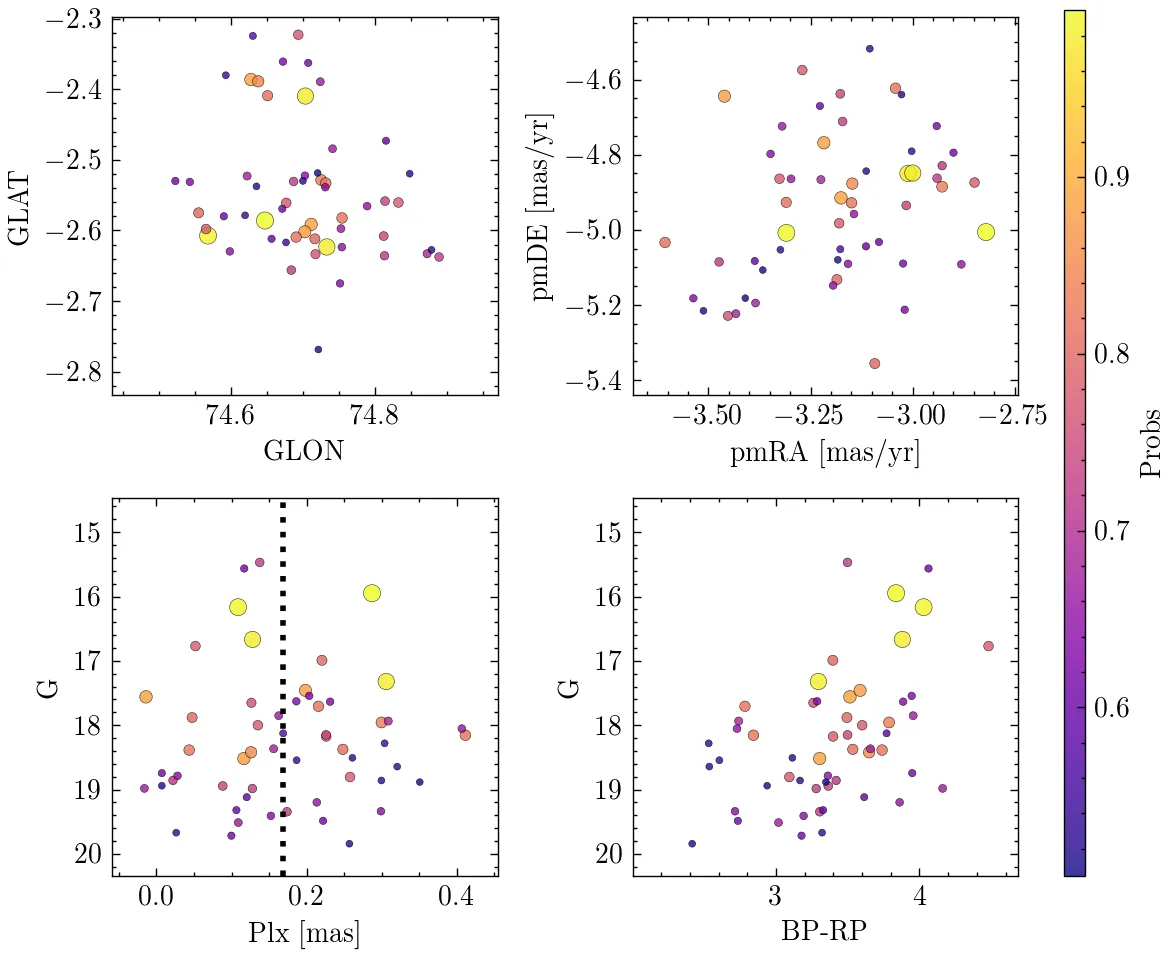 −2.3
−2.4
−2.5
−2.6
−2.7
−2.8
GLAT
74.6 74.8
GLON
−4.6
−4.8
−5.0
−5.2
−5.4
pmDE [mas/yr]
−3.50 −3.25 −3.00 −2.75
pmRA [mas/yr]
15
16
17
18
19
20
G
0.0 0.2 0.4
Plx [mas]
15
16
17
18
19
20
G
3 4
BP-RP
0.9
0.8
0.7
0.6
Probs